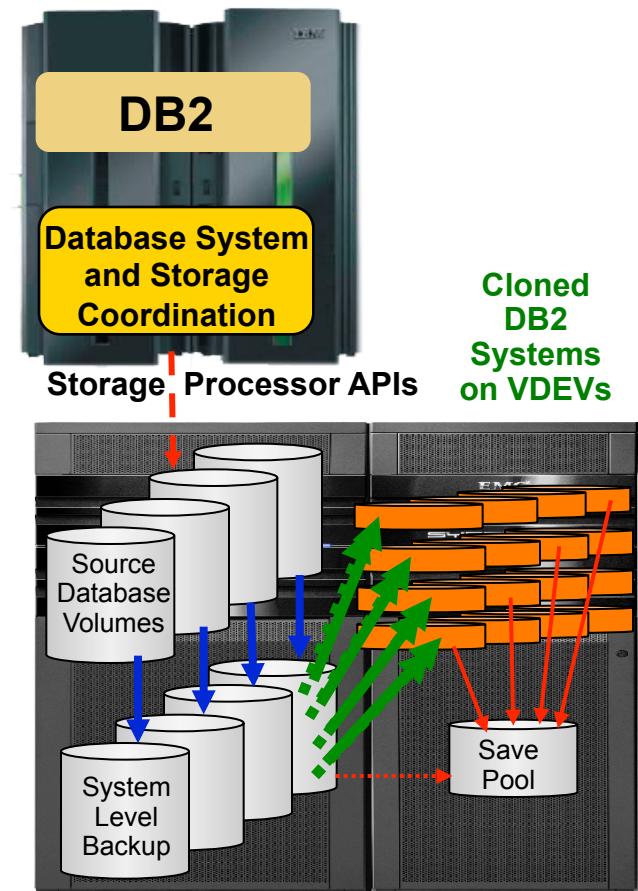 DB2
Database System
and Storage
Coordination
Cloned
DB2
Systems
on VDEVs
Storage Processor APIs
EMC
Source
Database
Volumes
System
Level
Backup
Save
Pool